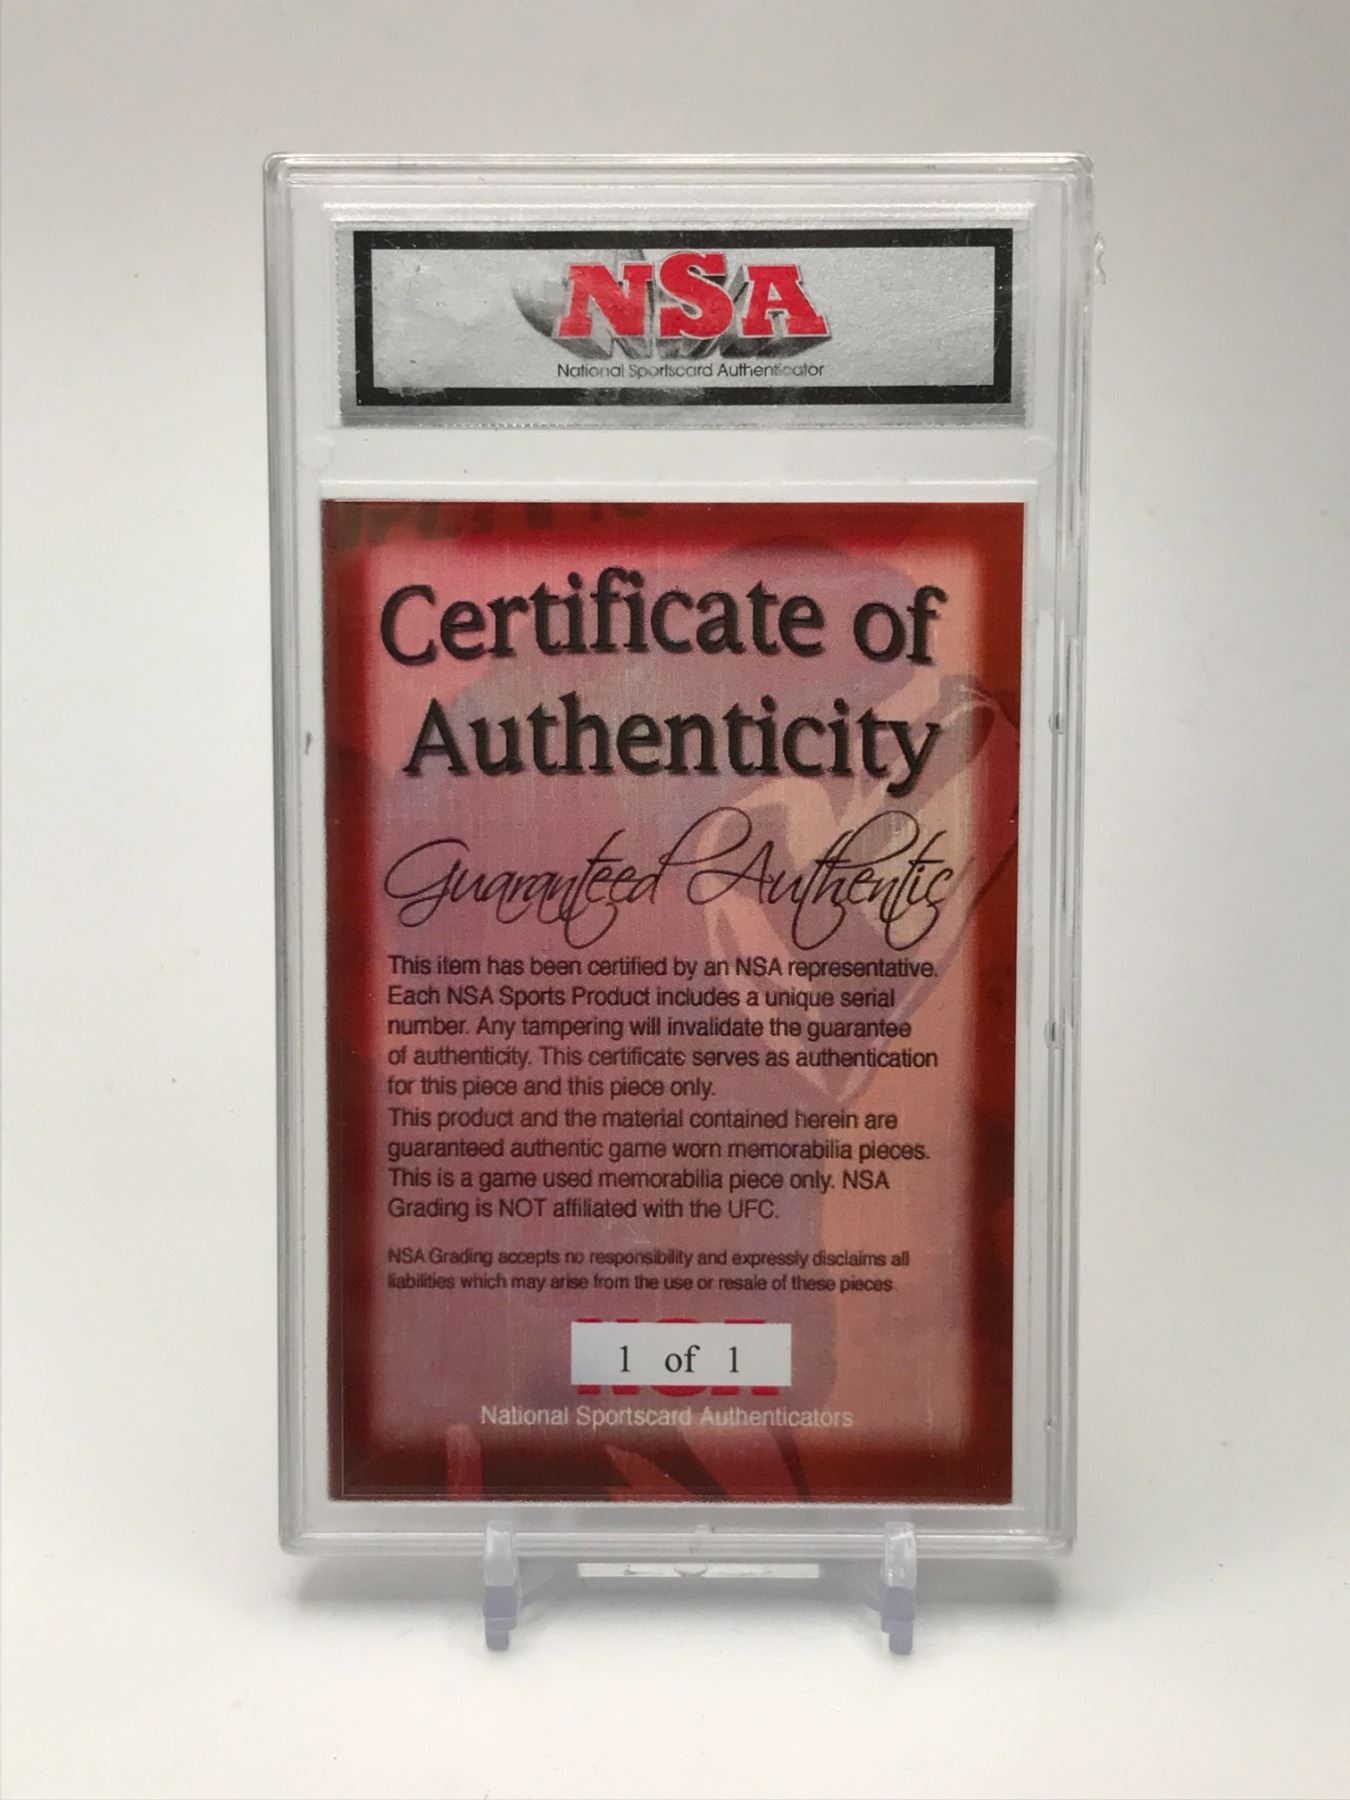 NSA
National Sportscard Authenticator
Certificate of
Authenticity
Guaranteed Authentic
This item has been certified by an NSA representative.
Each NSA Sports Product includes a unique serial
number. Any tampering will invalidate the guarantee
of authenticity. This certificate serves as authentication
for this piece and this piece only.
This product and the material contained herein are
guaranteed authentic game worn memorabilia pieces.
This is a game used memorabilia piece only. NSA
Grading is NOT affiliated with the UFC.
NSA Grading accepts no responsibility and expressly disclaims all
liabilities which may arise from the use or resale of these pieces
1 of 1
National Sportscard Authenticators